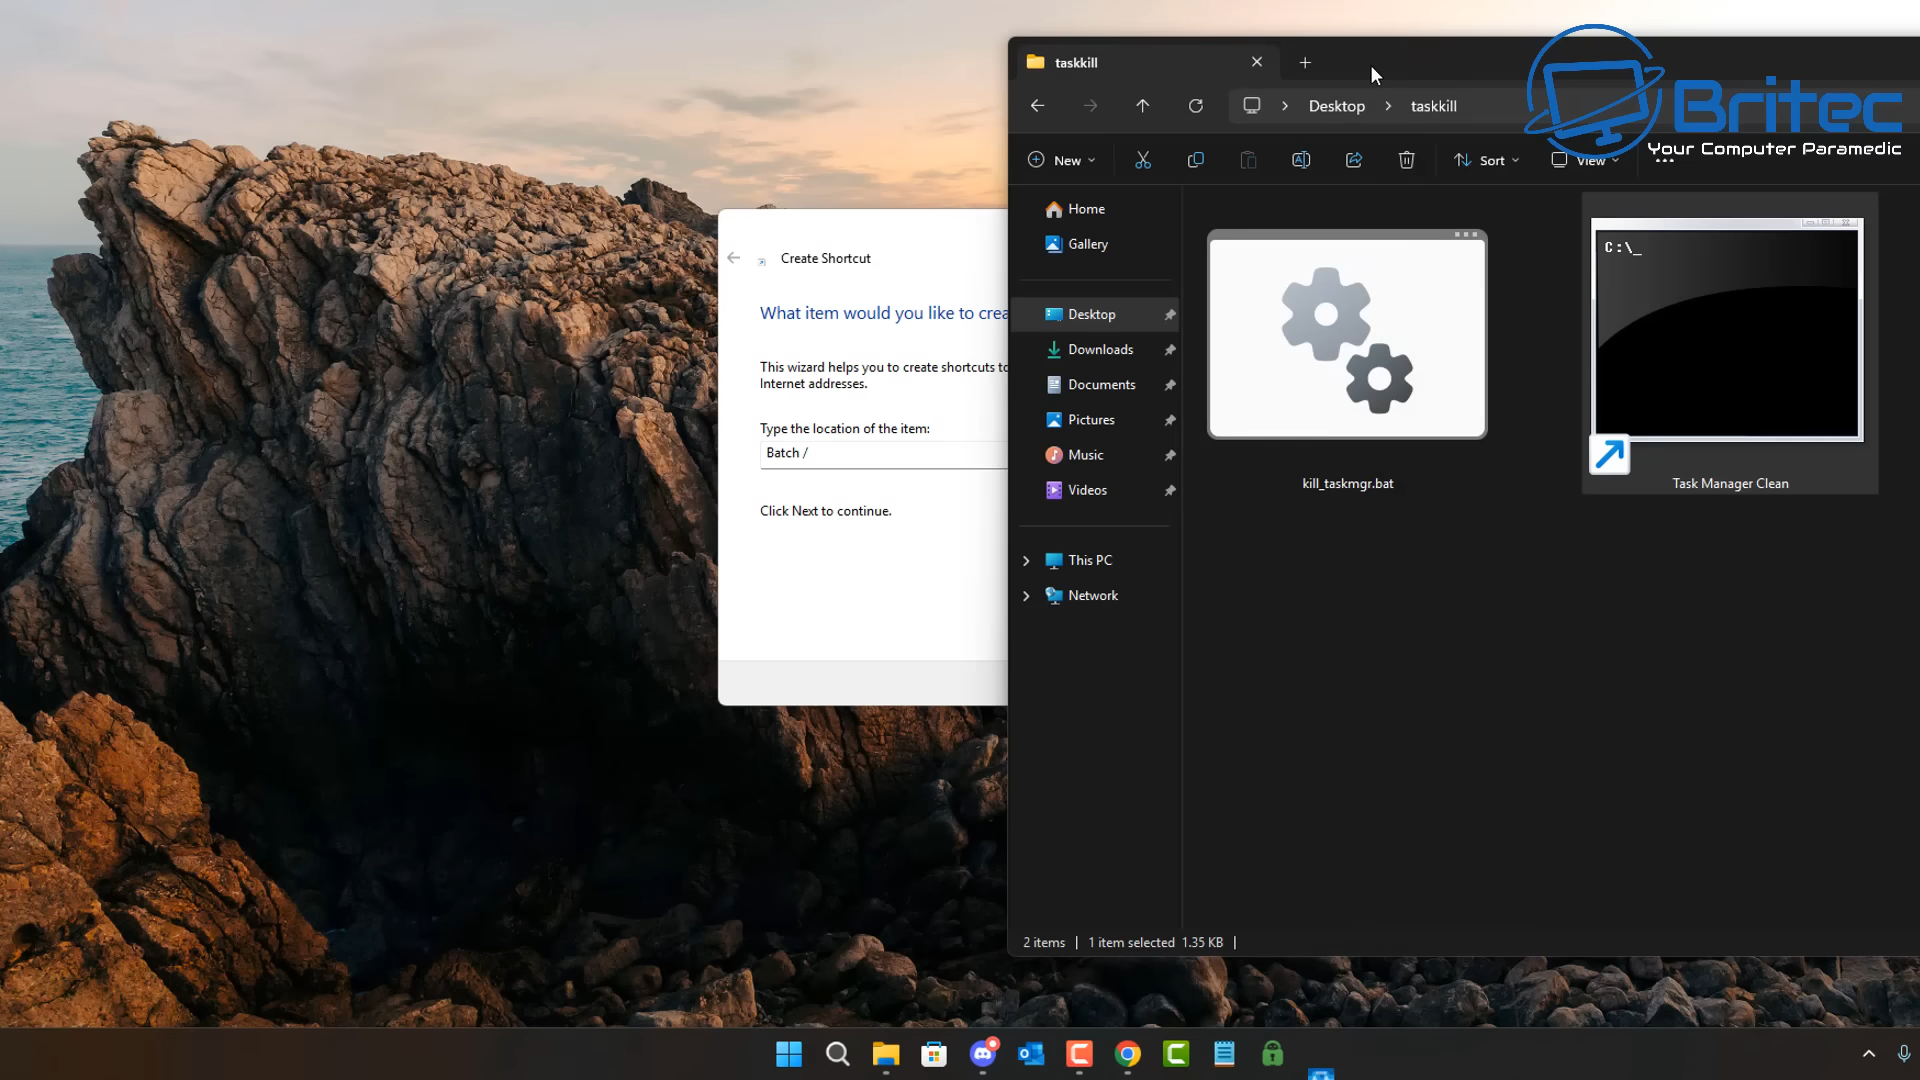 taskkill
Desktop
taskkill
Britec
Your Computer Paramedic
New
Sort
View
Home
Gallery
Desktop
Downloads
Documents
Pictures
Music
Videos
This PC
Network
C:\_
kill_taskmgr.bat
Task Manager Clean
2 items
1 item selected 1.35 KB
Create Shortcut
What item would you like to crea
This wizard helps you to create shortcuts to
Internet addresses.
Type the location of the item:
Batch /
Click Next to continue.